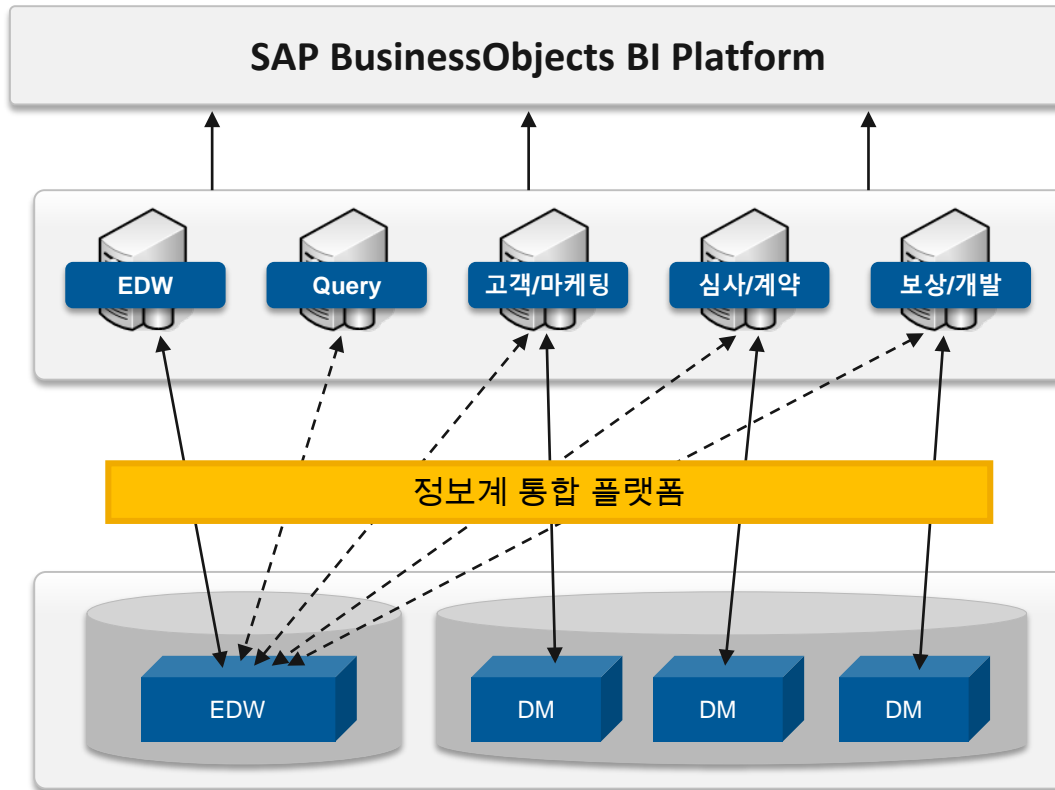 SAP BusinessObjects BI Platform
EDW
Query
고객/마케팅
심사/계약
보상/개발
정보계 통합 플랫폼
EDW
DM
DM
DM